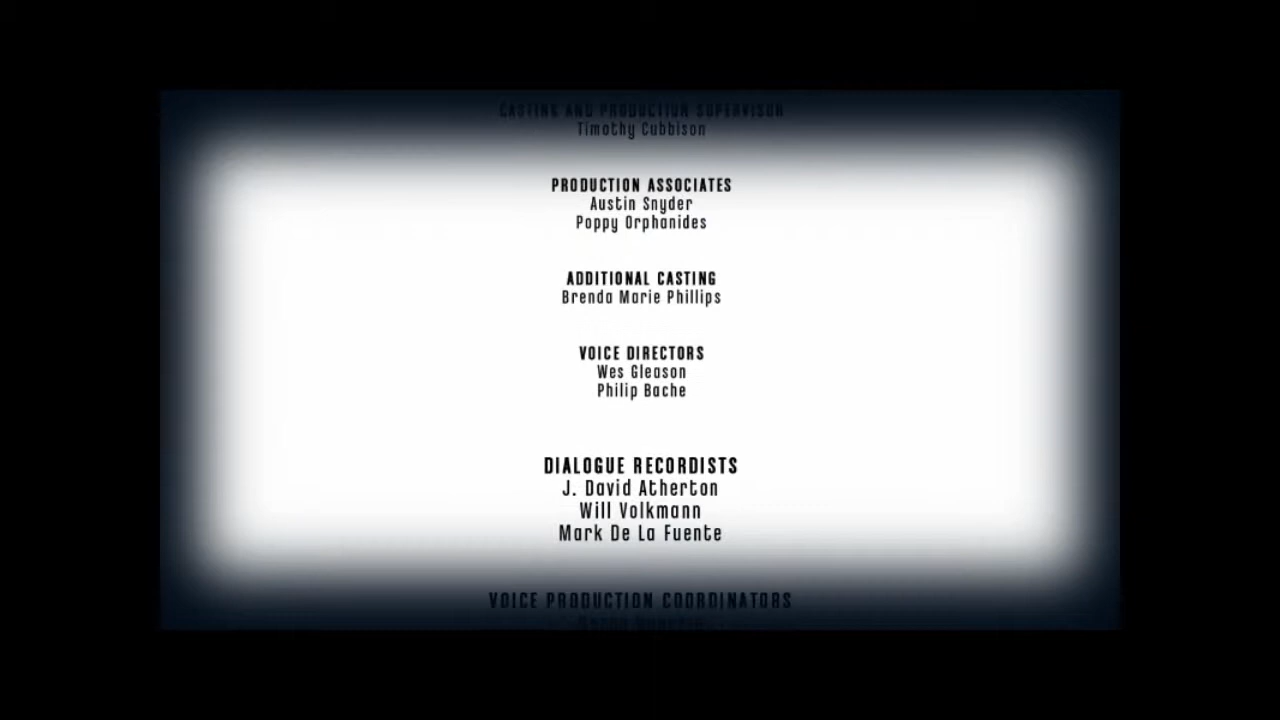 CASTING AND PRODUCTION SUPERVISOR
Timothy Cubbison
PRODUCTION ASSOCIATES
Austin Snyder
Poppy Orphanides
ADDITIONAL CASTING
Brenda Marie Phillips
VOICE DIRECTORS
Wes Gleason
Philip Bache
DIALOGUE RECORDISTS
J. David Atherton
Will Volkmann
Mark De La Fuente
VOICE PRODUCTION COORDINATORS